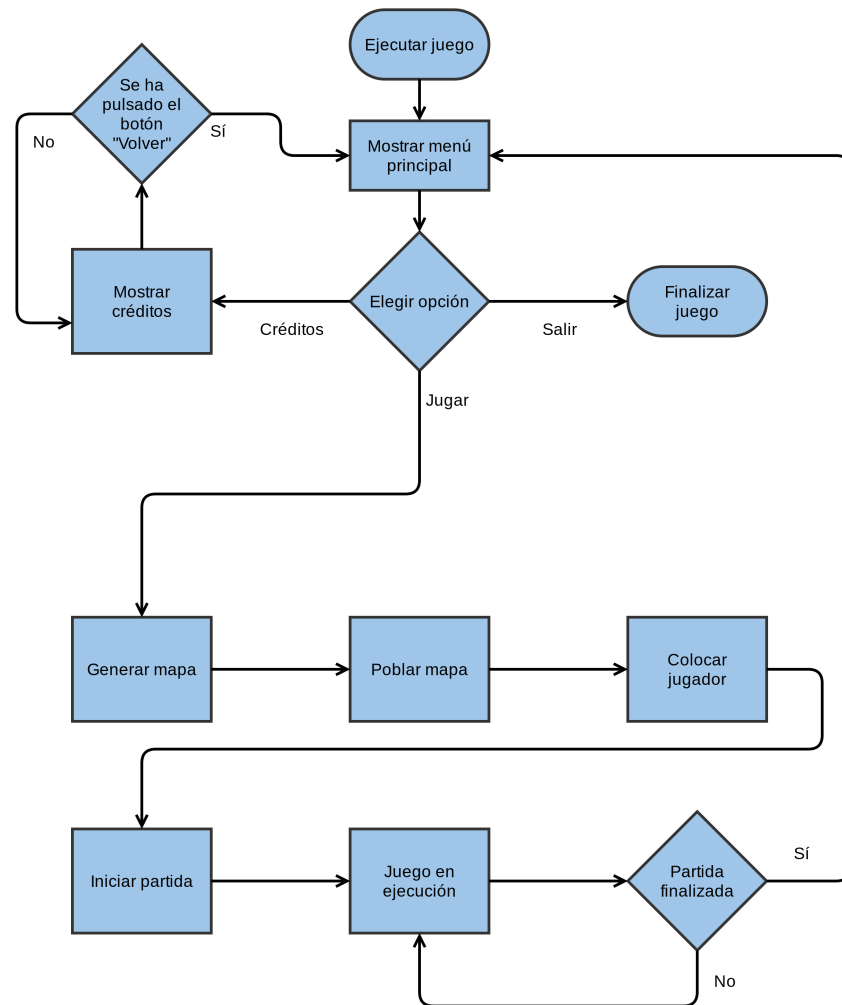 Ejecutar juego
Se ha
pulsado el
botón
"Volver"
No
Sí
Mostrar menú
principal
Mostrar
créditos
Créditos
Elegir opción
Salir
Finalizar
juego
Jugar
Generar mapa
Poblar mapa
Colocar
jugador
Iniciar partida
Juego en
ejecución
Partida
finalizada
Sí
No